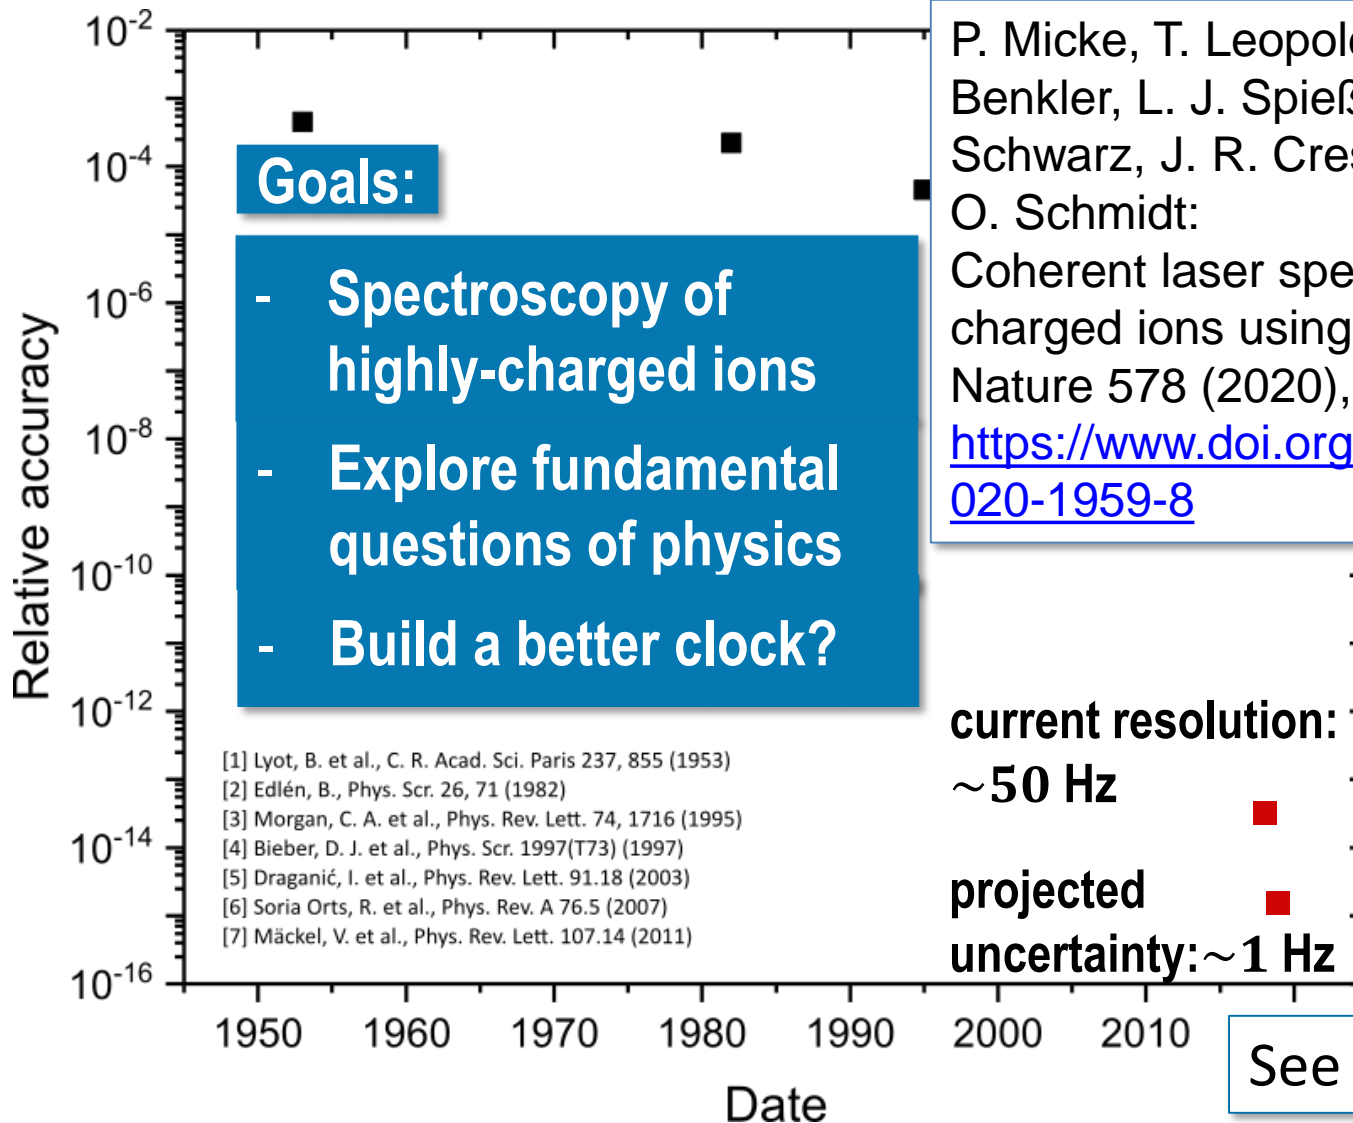 10-2
10-4
10-6
10-8
10-10
10-12
10-14
10-16
Relative accuracy
Goals:
- Spectroscopy of
highly-charged ions
- Explore fundamental
questions of physics
- Build a better clock?
P. Micke, T. Leopold
Benkler, L. J. Spieß
Schwarz, J. R. Cres
O. Schmidt:
Coherent laser spe
charged ions using
Nature 578 (2020),
https://www.doi.org
020-1959-8
current resolution:
~50 Hz
projected
uncertainty:~1 Hz
[1] Lyot, B. et al., C. R. Acad. Sci. Paris 237, 855 (1953)
[2] Edlén, B., Phys. Scr. 26, 71 (1982)
[3] Morgan, C. A. et al., Phys. Rev. Lett. 74, 1716 (1995)
[4] Bieber, D. J. et al., Phys. Scr. 1997(T73) (1997)
[5] Draganić, I. et al., Phys. Rev. Lett. 91.18 (2003)
[6] Soria Orts, R. et al., Phys. Rev. A 76.5 (2007)
[7] Mäckel, V. et al., Phys. Rev. Lett. 107.14 (2011)
1950 1960 1970 1980 1990 2000 2010
See
Date